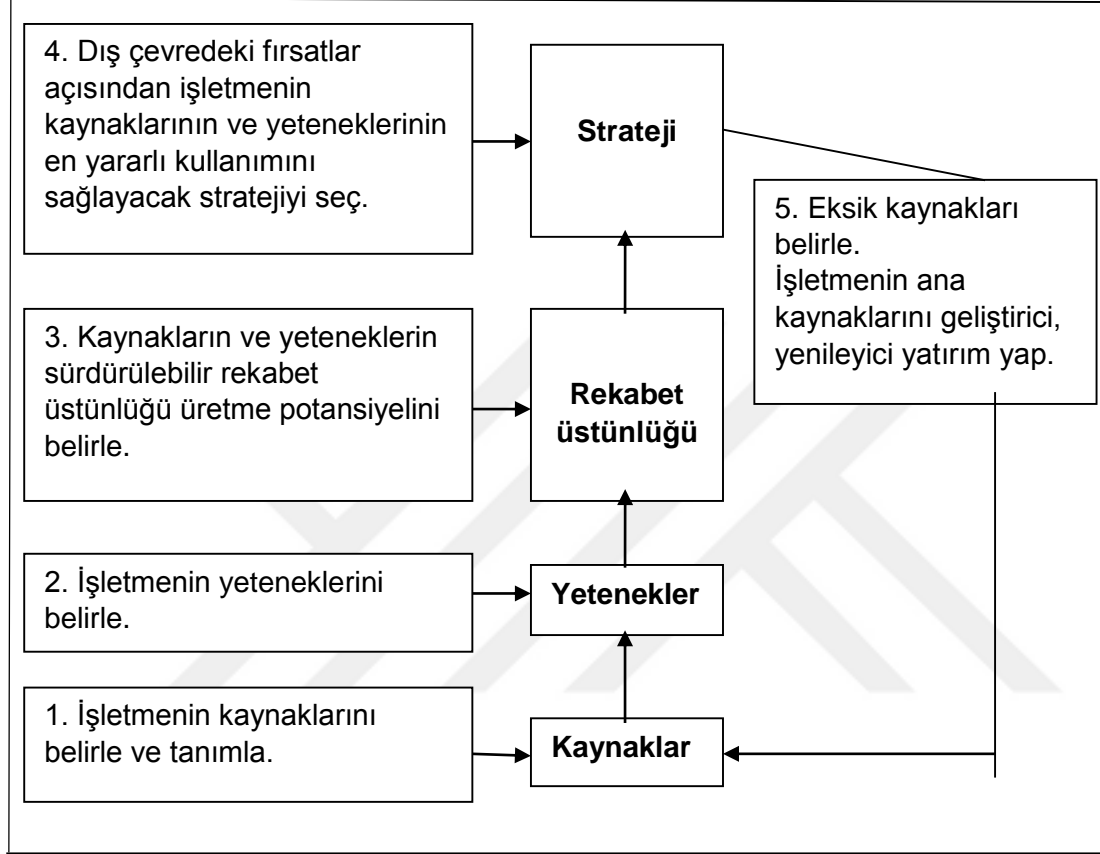 4. Dış çevredeki fırsatlar
açısından işletmenin
kaynaklarının ve yeteneklerinin
en yararlı kullanımını
sağlayacak stratejiyi seç.
Strateji
5. Eksik kaynakları
belirle.
İşletmenin ana
kaynaklarını geliştirici,
yenileyici yatırım yap.
3. Kaynakların ve yeteneklerin
sürdürülebilir rekabet
üstünlüğü üretme potansiyelini
belirle.
Rekabet
üstünlüğü
2. İşletmenin yeteneklerini
belirle.
Yetenekler
1. İşletmenin kaynaklarını
belirle ve tanımla.
Kaynaklar